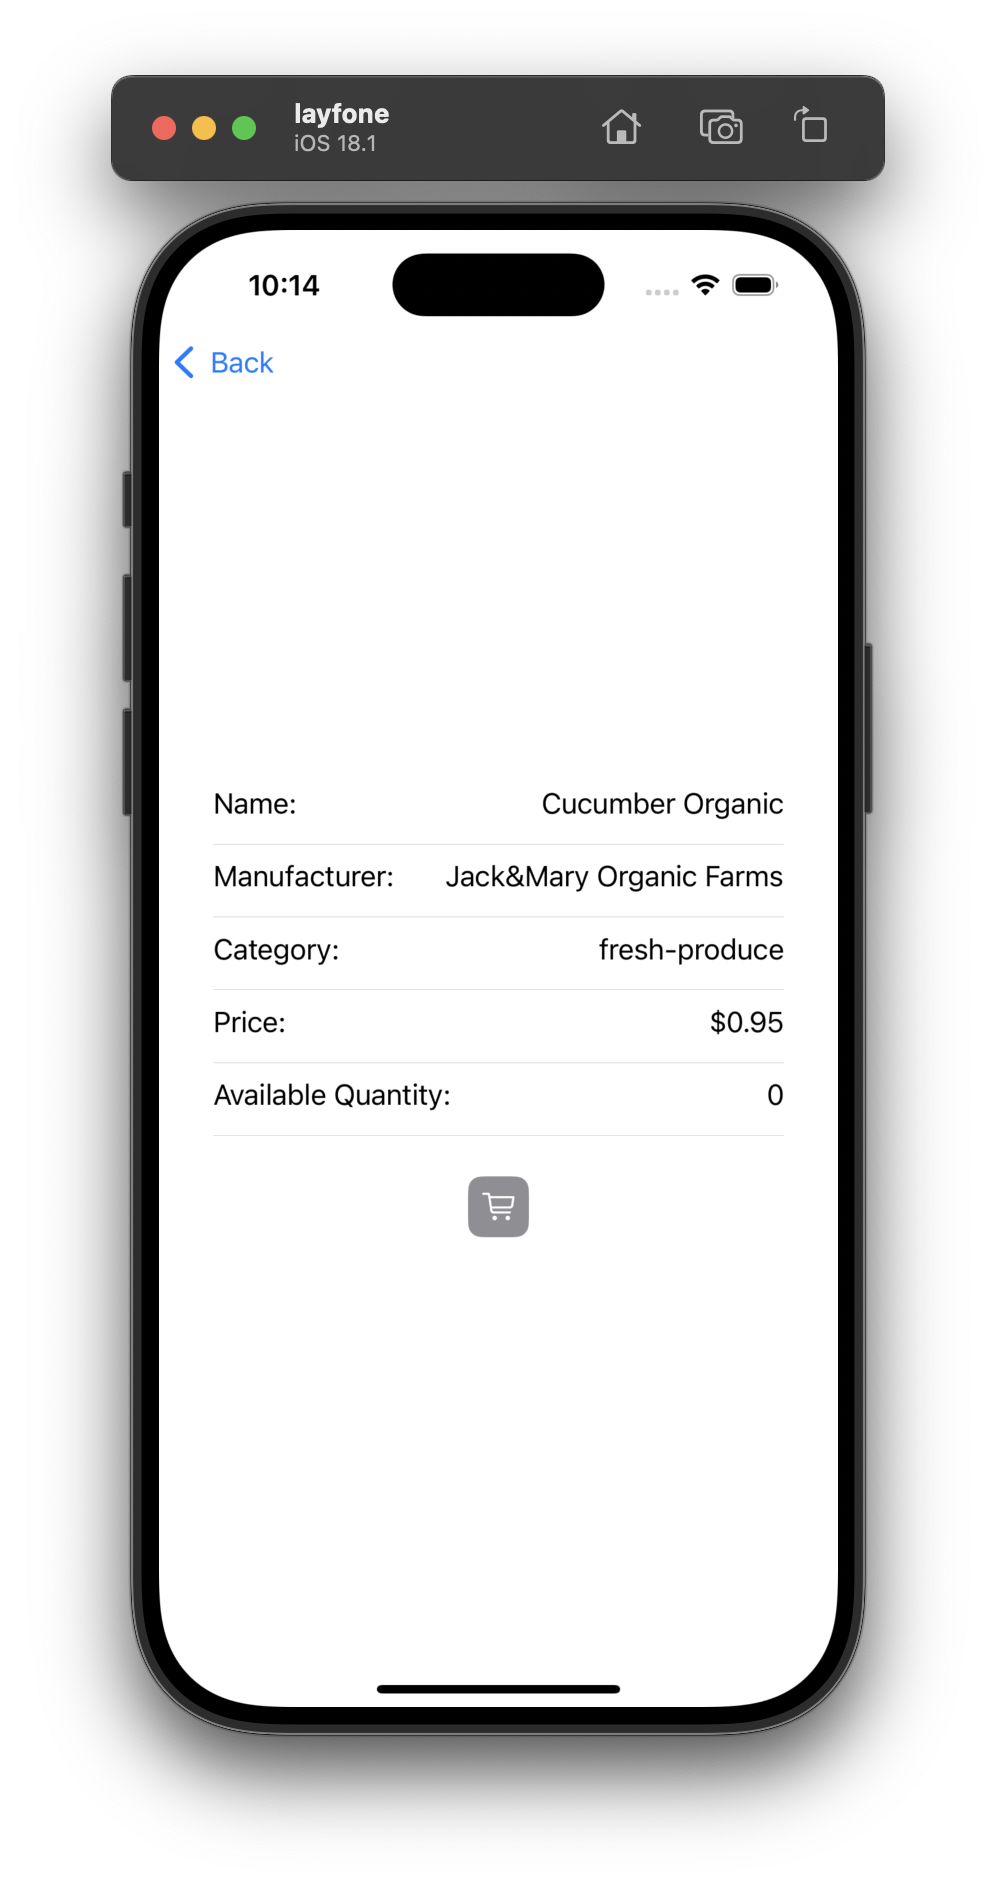 layfone
iOS 18.1
10:14
Back
Name: Cucumber Organic
Manufacturer: Jack&Mary Organic Farms
Category: fresh-produce
Price: $0.95
Available Quantity: 0